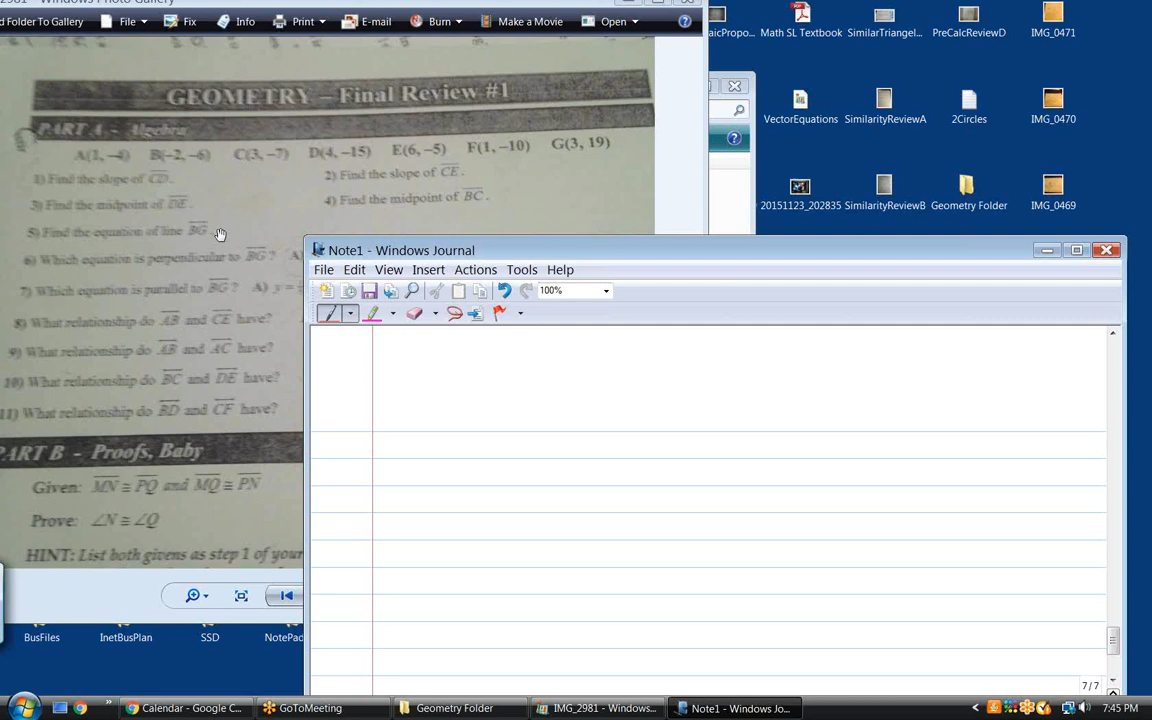 2981 - Windows Photo Gallery
d Folder To Gallery File Fix Info Print E-mail Burn Make a Movie Open
GEOMETRY – Final Review #1
PART A - Algebra
A(1, –4) B(–2, –6) C(3, –7) D(4, –15) E(6, –5) F(1, –10) G(3, 19)
1) Find the slope of CD. 2) Find the slope of CE.
3) Find the midpoint of DE. 4) Find the midpoint of BC.
5) Find the equation of line BG
6) Which equation is perpendicular to BG? A)
7) Which equation is parallel to BG? A) y =
8) What relationship do AB and CE have?
9) What relationship do AB and AC have?
10) What relationship do BC and DE have?
11) What relationship do BD and CF have?
PART B - Proofs, Baby
Given: MN ≅ PQ and MQ ≅ PN
Prove: ∠N ≅ ∠Q
HINT: List both givens as step 1 of your
Note1 - Windows Journal
File Edit View Insert Actions Tools Help
100%
7/7
aicPropo... Math SL Textbook SimilarTriangel... PreCalcReviewD IMG_0471
VectorEquations SimilarityReviewA 2Circles IMG_0470
20151123_202835 SimilarityReviewB Geometry Folder IMG_0469
BusFiles InetBusPlan SSD NotePad
Calendar - Google C... GoToMeeting Geometry Folder IMG_2981 - Windows... Note1 - Windows Jo... 7:45 PM